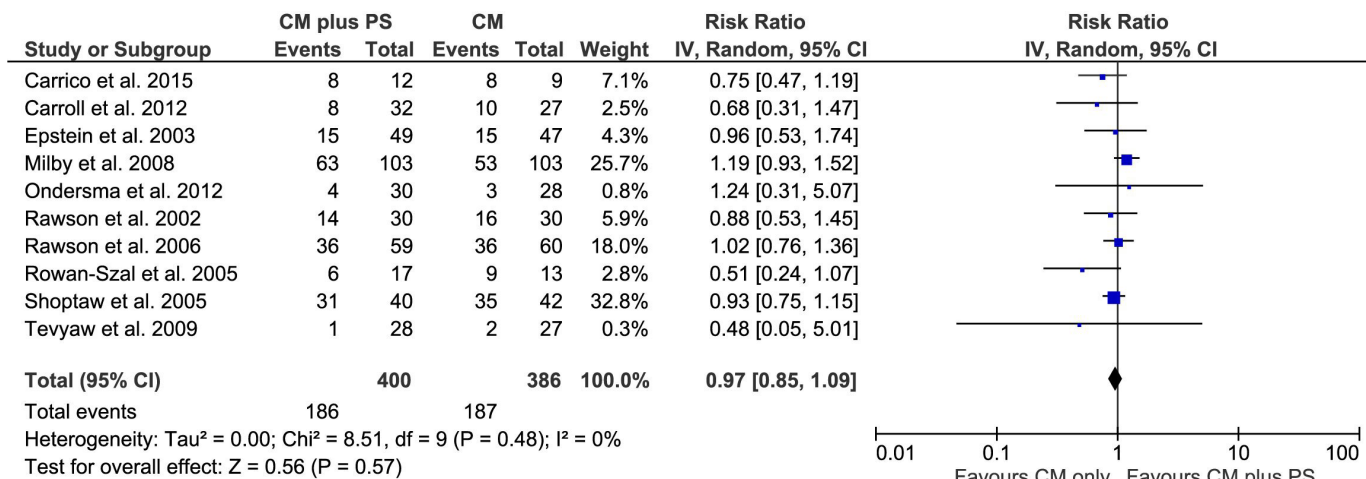 CM plus PS CM Risk Ratio Risk Ratio
Study or Subgroup Events Total Events Total Weight IV, Random, 95% CI IV, Random, 95% CI
Carrico et al. 2015 8 12 8 9 7.1% 0.75 [0.47, 1.19]
Carroll et al. 2012 8 32 10 27 2.5% 0.68 [0.31, 1.47]
Epstein et al. 2003 15 49 15 47 4.3% 0.96 [0.53, 1.74]
Milby et al. 2008 63 103 53 103 25.7% 1.19 [0.93, 1.52]
Ondersma et al. 2012 4 30 3 28 0.8% 1.24 [0.31, 5.07]
Rawson et al. 2002 14 30 16 30 5.9% 0.88 [0.53, 1.45]
Rawson et al. 2006 36 59 36 60 18.0% 1.02 [0.76, 1.36]
Rowan-Szal et al. 2005 6 17 9 13 2.8% 0.51 [0.24, 1.07]
Shoptaw et al. 2005 31 40 35 42 32.8% 0.93 [0.75, 1.15]
Tevyaw et al. 2009 1 28 2 27 0.3% 0.48 [0.05, 5.01]
Total (95% CI) 400 386 100.0% 0.97 [0.85, 1.09]
Total events 186 187
Heterogeneity: Tau² = 0.00; Chi² = 8.51, df = 9 (P = 0.48); I² = 0%
Test for overall effect: Z = 0.56 (P = 0.57)
0.01 0.1 1 10 100
Favours CM only Favours CM plus PS